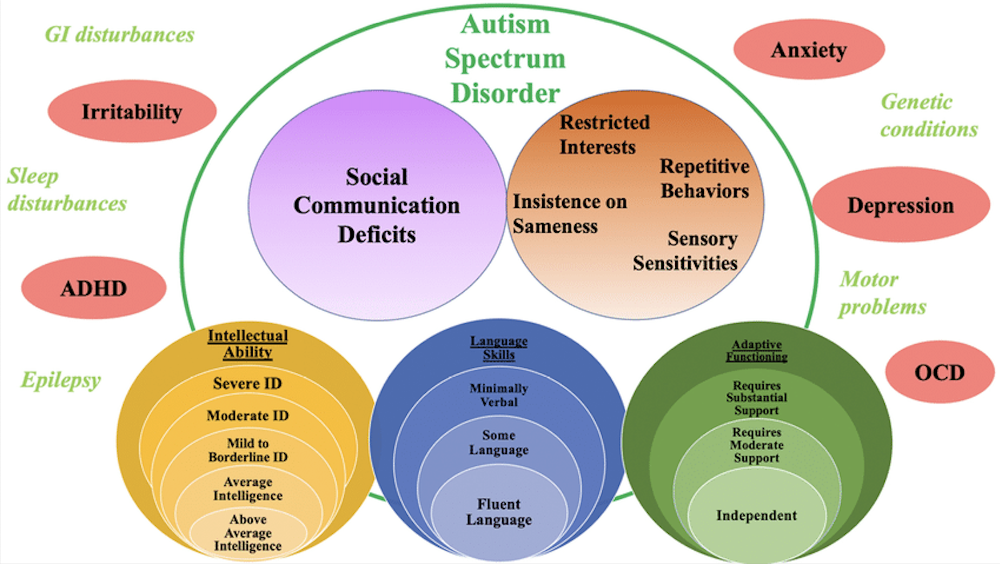 Autism
Spectrum
Disorder
GI disturbances
Irritability
Sleep
disturbances
ADHD
Epilepsy
Social
Communication
Deficits
Restricted
Interests
Repetitive
Behaviors
Insistence on
Sameness
Sensory
Sensitivities
Anxiety
Genetic
conditions
Depression
Motor
problems
OCD
Intellectual
Ability
Severe ID
Moderate ID
Mild to
Borderline ID
Average
Intelligence
Above
Average
Intelligence
Language
Skills
Minimally
Verbal
Some
Language
Fluent
Language
Adaptive
Functioning
Requires
Substantial
Support
Requires
Moderate
Support
Independent